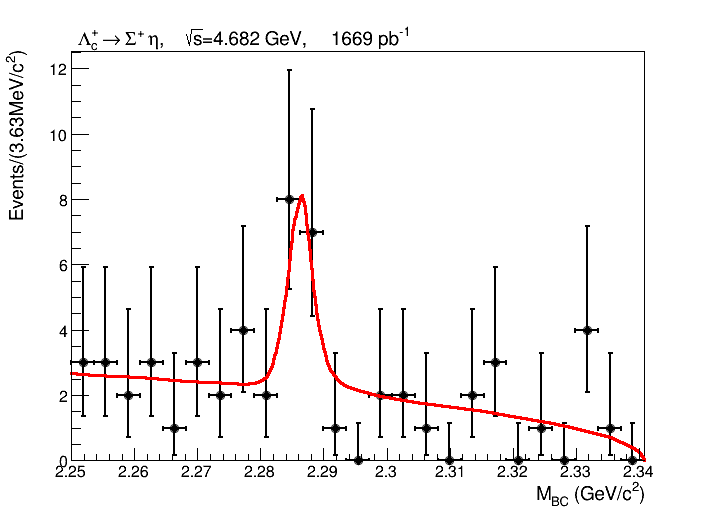 Λc+ → Σ+ η, √s=4.682 GeV, 1669 pb-1
Events/(3.63MeV/c2)
12
10
8
6
4
2
0
2.25 2.26 2.27 2.28 2.29 2.3 2.31 2.32 2.33 2.34
MBC (GeV/c2)